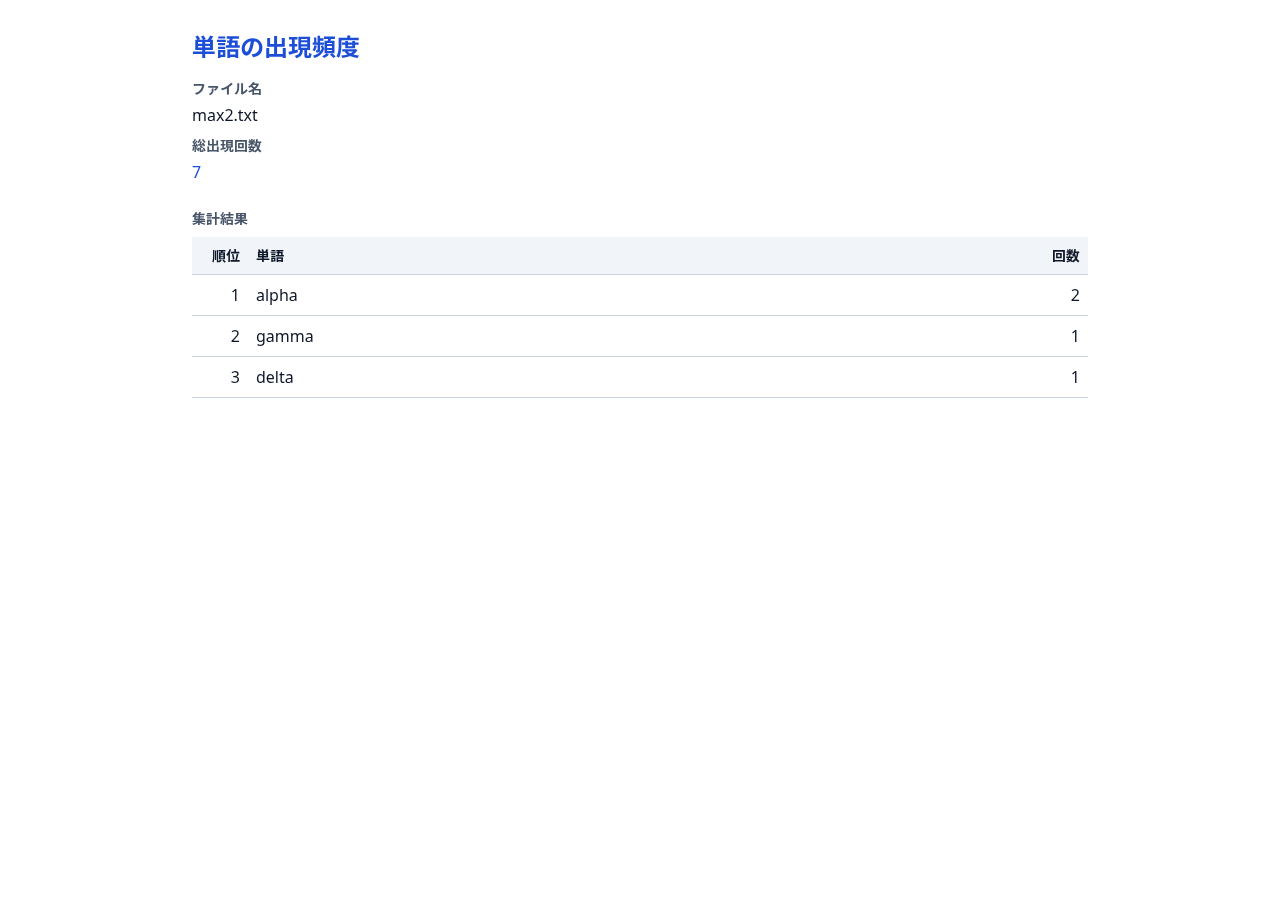 単語の出現頻度
ファイル名
max2.txt
総出現回数
7
集計結果
順位 単語 回数
1 alpha 2
2 gamma 1
3 delta 1